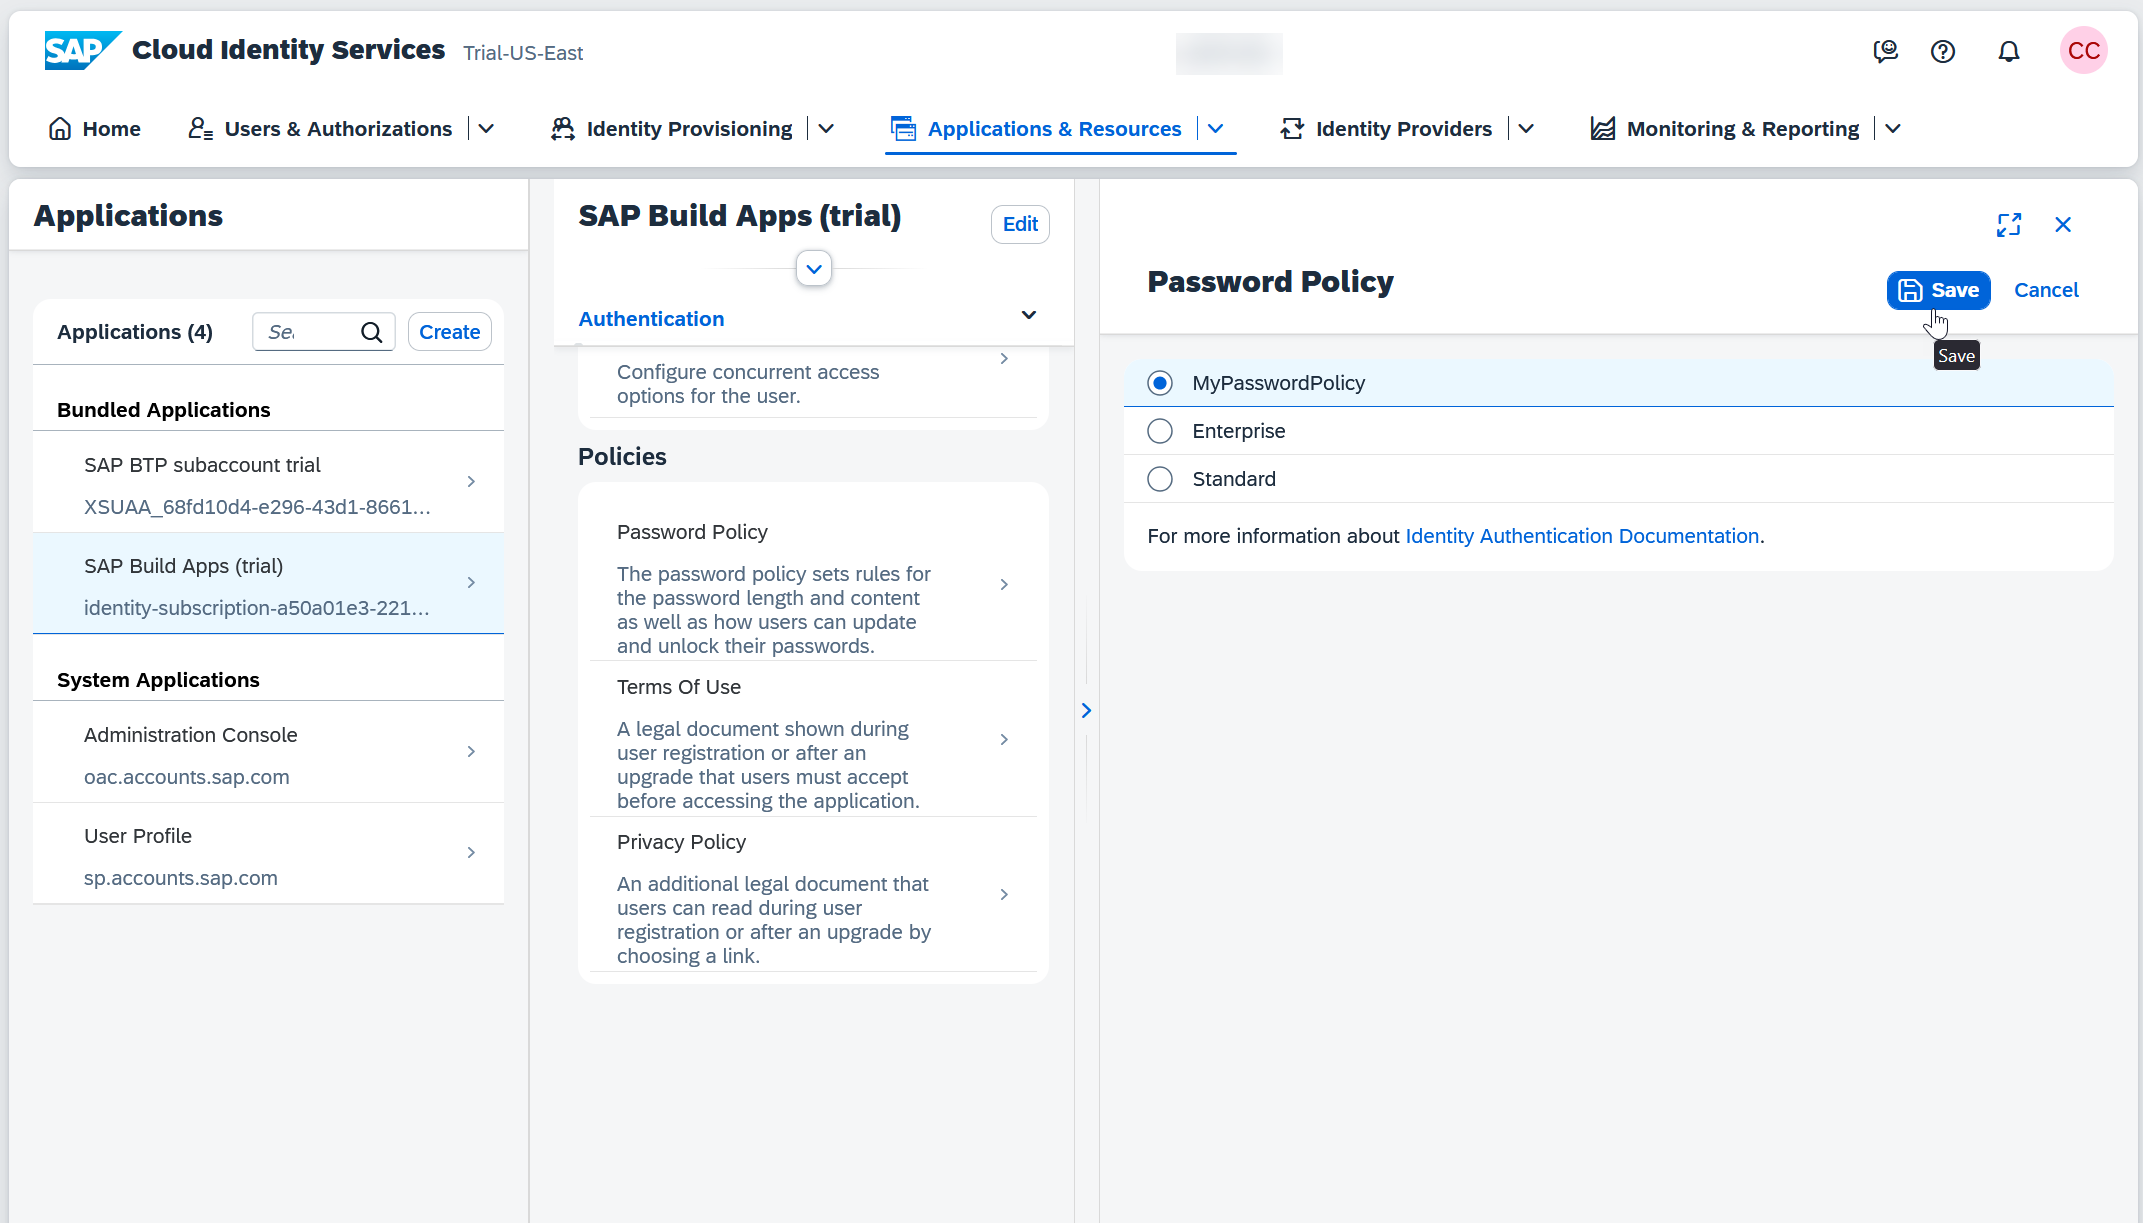 SAP Cloud Identity Services Trial-US-East
CC
Home
Users & Authorizations
Identity Provisioning
Applications & Resources
Identity Providers
Monitoring & Reporting
Applications
Applications (4)
Create
Bundled Applications
SAP BTP subaccount trial
XSUAA_68fd10d4-e296-43d1-8661...
SAP Build Apps (trial)
identity-subscription-a50a01e3-221...
System Applications
Administration Console
oac.accounts.sap.com
User Profile
sp.accounts.sap.com
SAP Build Apps (trial)
Edit
Authentication
Configure concurrent access
options for the user.
Policies
Password Policy
The password policy sets rules for
the password length and content
as well as how users can update
and unlock their passwords.
Terms Of Use
A legal document shown during
user registration or after an
upgrade that users must accept
before accessing the application.
Privacy Policy
An additional legal document that
users can read during user
registration or after an upgrade by
choosing a link.
Password Policy
Save
Cancel
Save
MyPasswordPolicy
Enterprise
Standard
For more information about Identity Authentication Documentation.